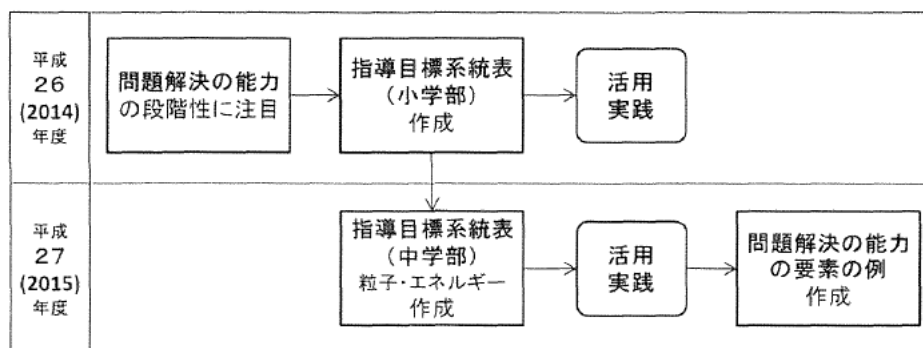 平成
26
(2014)
年度
問題解決の能力
の段階性に注目
指導目標系統表
(小学部)
作成
活用
実践
平成
27
(2015)
年度
指導目標系統表
(中学部)
粒子・エネルギー
作成
活用
実践
問題解決の能力
の要素の例
作成